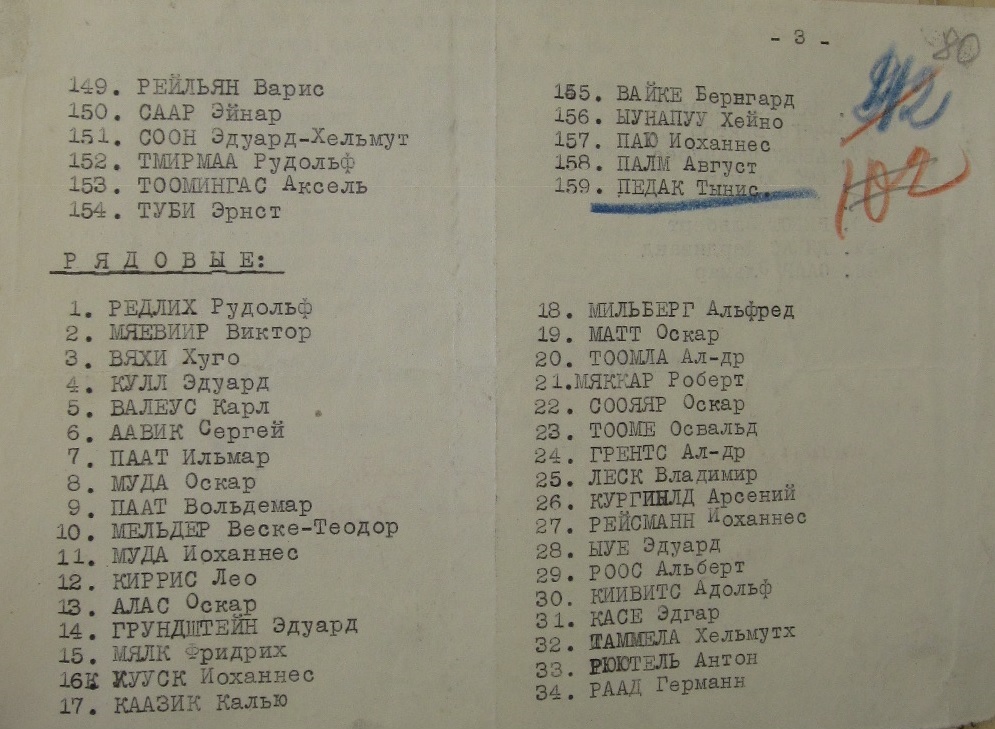 - 3 -
80
102
149. РЕЙЛЬЯН Варис
150. СААР Эйнар
151. СООН Эдуард-Хельмут
152. ТМИРМАА Рудольф
153. ТООМИНГАС Аксель
154. ТУБИ Эрнст
155. ВАЙКЕ Бернгард
156. ЫУНАПУУ Хейно
157. ПАЮ Иоханнес
158. ПАЛМ Август
159. ПЕДАК Тынис.
РЯДОВЫЕ:
1. РЕДЛИХ Рудольф
2. МЯЕВИИР Виктор
3. ВЯХИ Хуго
4. КУЛЛ Эдуард
5. ВАЛЕУС Карл
6. ААВИК Сергей
7. ПААТ Ильмар
8. МУДА Оскар
9. ПААТ Вольдемар
10. МЕЛЬДЕР Веске-Теодор
11. МУДА Иоханнес
12. КИРРИС Лео
13. АЛАС Оскар
14. ГРУНДШТЕЙН Эдуард
15. МЯЛК Фридрих
16К КУУСК Иоханнес
17. КААЗИК Калью
18. МИЛЬБЕРГ Альфред
19. МАТТ Оскар
20. ТООМЛА Ал-др
21.МЯККАР Роберт
22. СООЯЯР Оскар
23. ТООМЕ Освальд
24. ГРЕНТС Ал-др
25. ЛЕСК Владимир
26. КУРГИНЛД Арсений
27. РЕЙСМАНН Иоханнес
28. ЫУЕ Эдуард
29. РООС Альберт
30. КИИВИТС Адольф
31. КАСЕ Эдгар
32. ТАММЕЛА Хельмутх
33. РЮЮТЕЛЬ Антон
34. РААД Германн